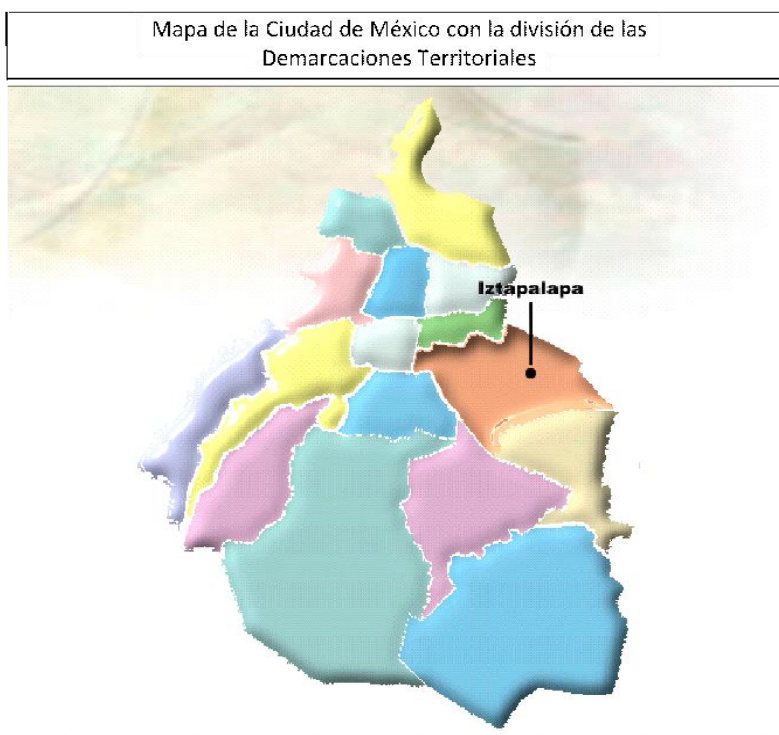 Mapa de la Ciudad de México con la división de las
Demarcaciones Territoriales
Iztapalapa